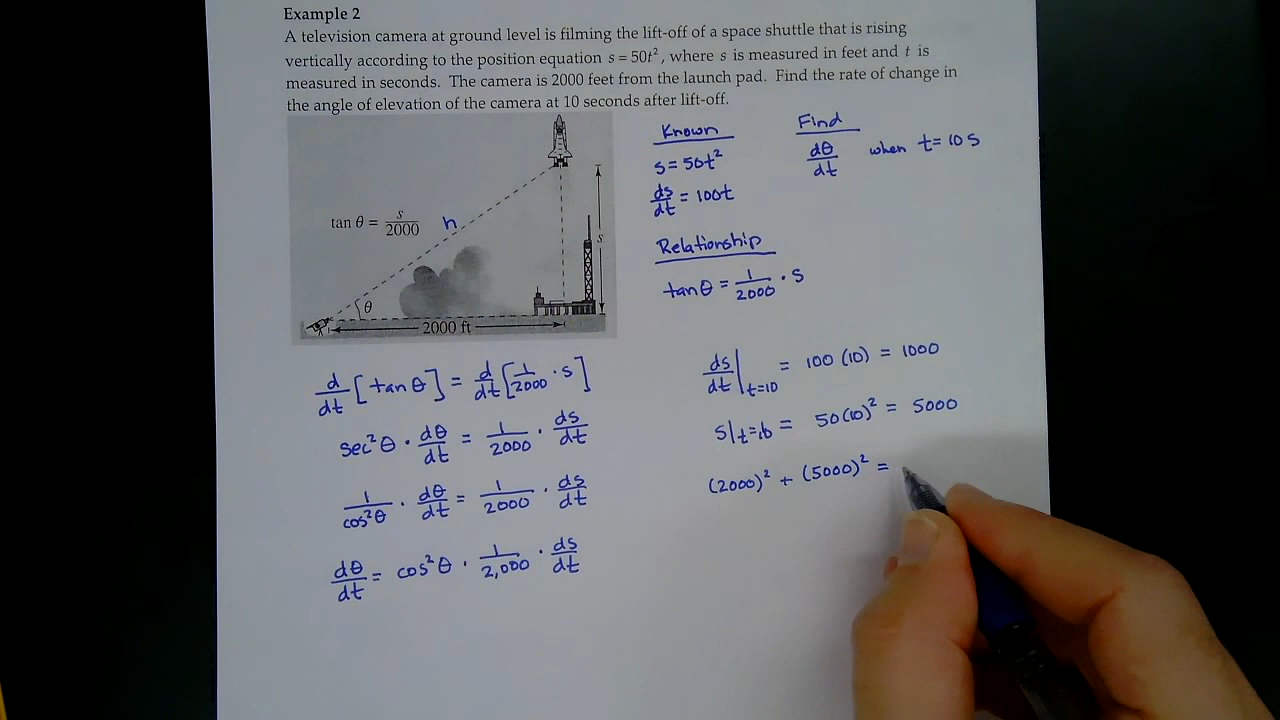 Example 2
A television camera at ground level is filming the lift-off of a space shuttle that is rising
vertically according to the position equation s = 50t², where s is measured in feet and t is
measured in seconds. The camera is 2000 feet from the launch pad. Find the rate of change in
the angle of elevation of the camera at 10 seconds after lift-off.
tan θ = s/2000
h
s
θ
2000 ft
Known
s = 50t²
ds/dt = 100t
Find
dθ/dt when t = 10 s
Relationship
tan θ = 1/2000 · s
d/dt [tan θ] = d/dt [1/2000 · s]
sec²θ · dθ/dt = 1/2000 · ds/dt
1/cos²θ · dθ/dt = 1/2000 · ds/dt
dθ/dt = cos²θ · 1/2,000 · ds/dt
ds/dt |t=10 = 100 (10) = 1000
s|t=10 = 50(10)² = 5000
(2000)² + (5000)² =